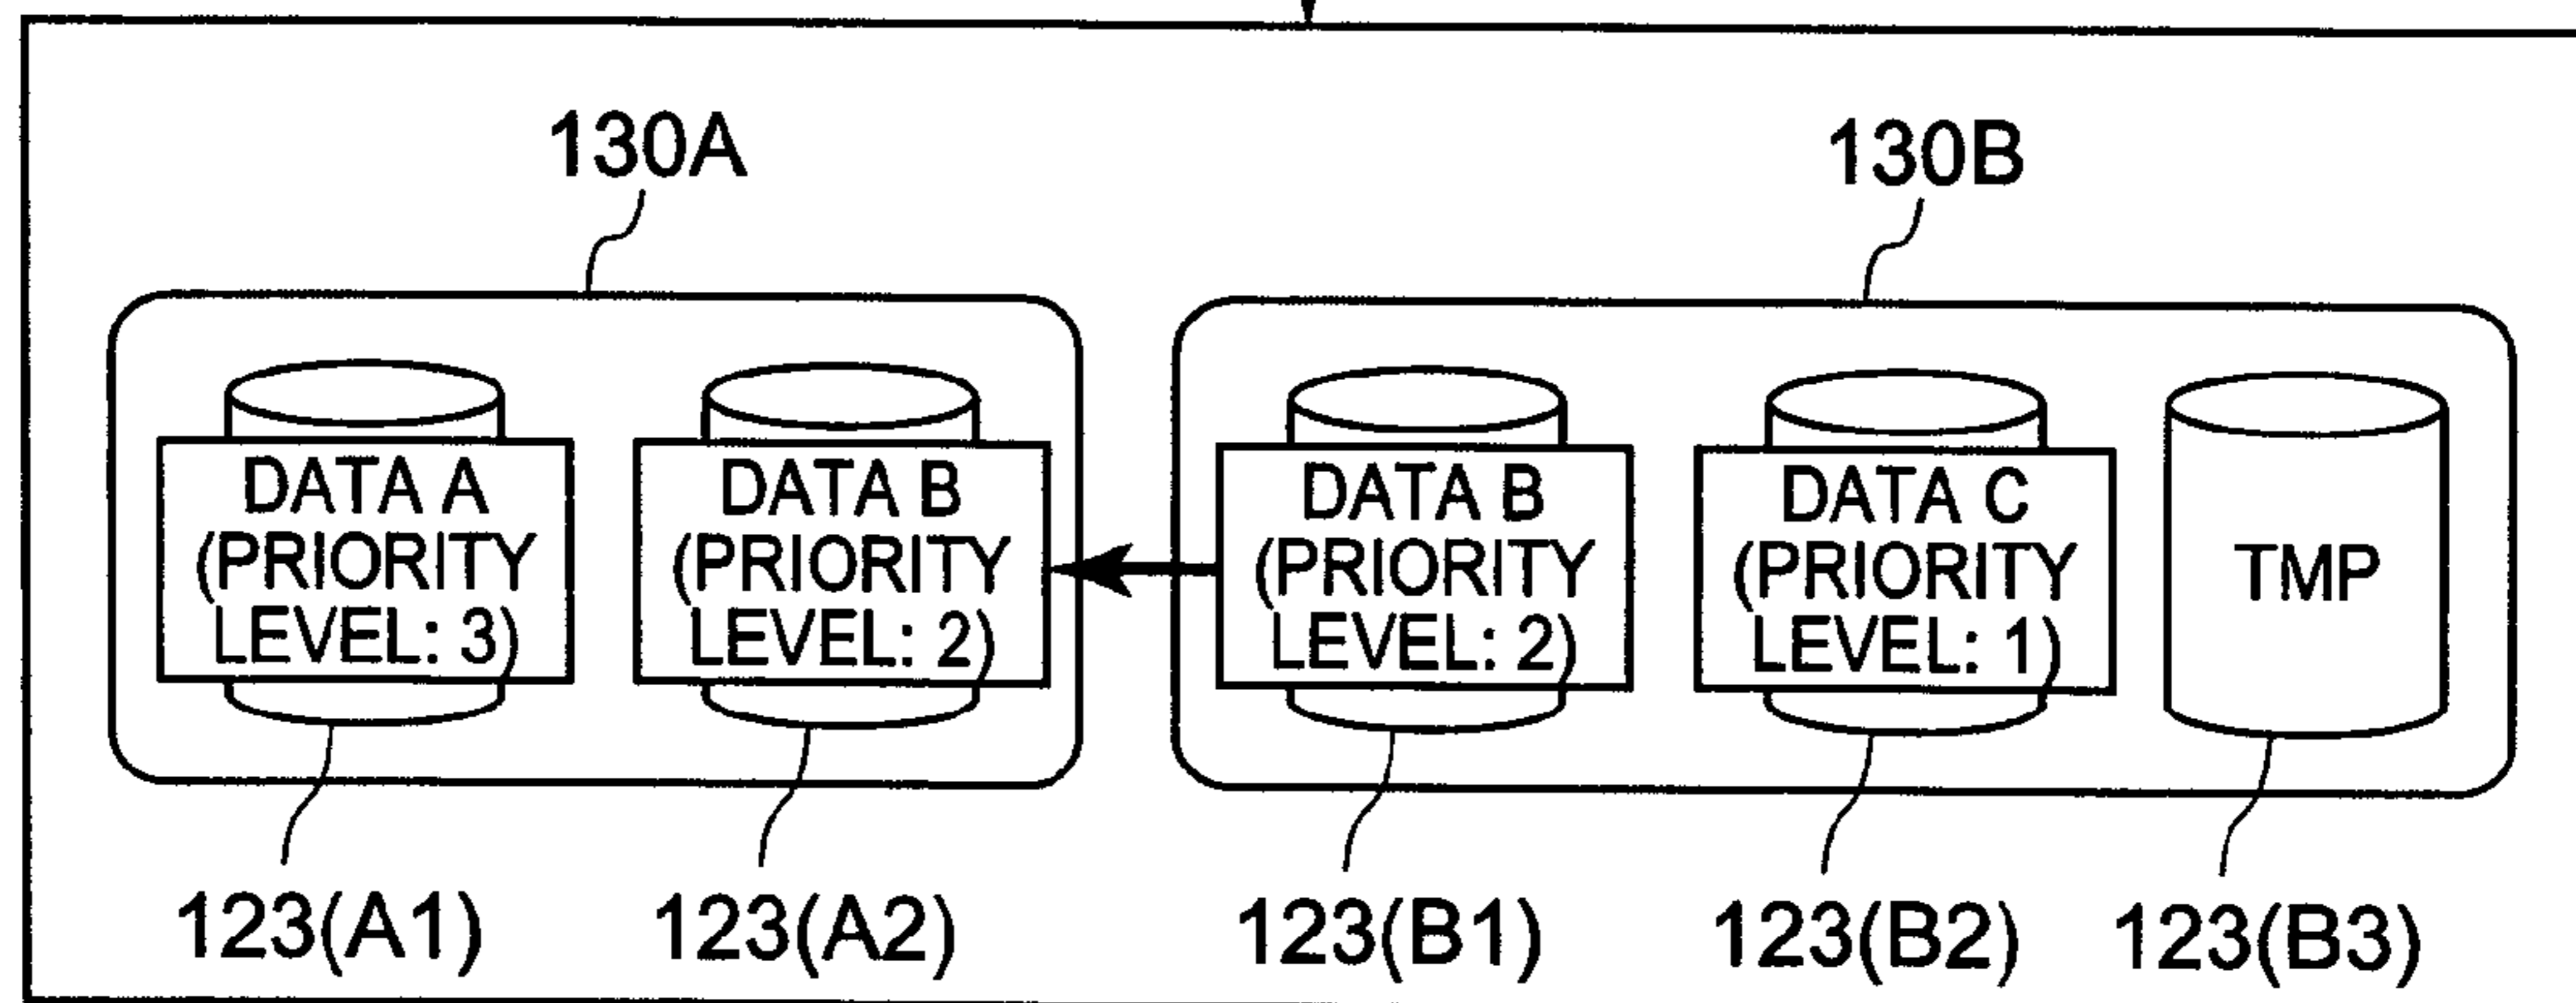 130A
130B
DATA A
(PRIORITY
LEVEL: 3)
DATA B
(PRIORITY
LEVEL: 2)
DATA B
(PRIORITY
LEVEL: 2)
DATA C
(PRIORITY
LEVEL: 1)
TMP
123(A1)
123(A2)
123(B1)
123(B2)
123(B3)